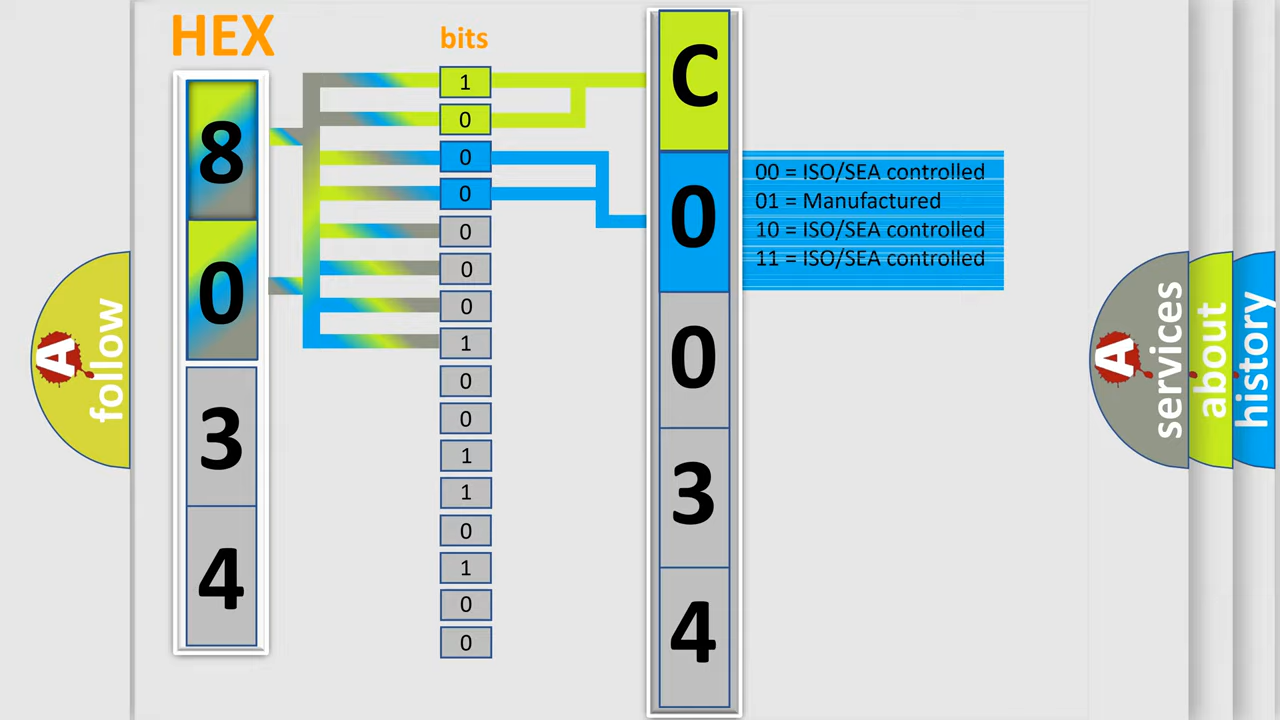 HEX
bits
8
0
3
4
1
0
0
0
0
0
0
1
0
0
1
1
0
1
0
0
C
0
0
3
4
00 = ISO/SEA controlled
01 = Manufactured
10 = ISO/SEA controlled
11 = ISO/SEA controlled
A
follow
A
services
about
history